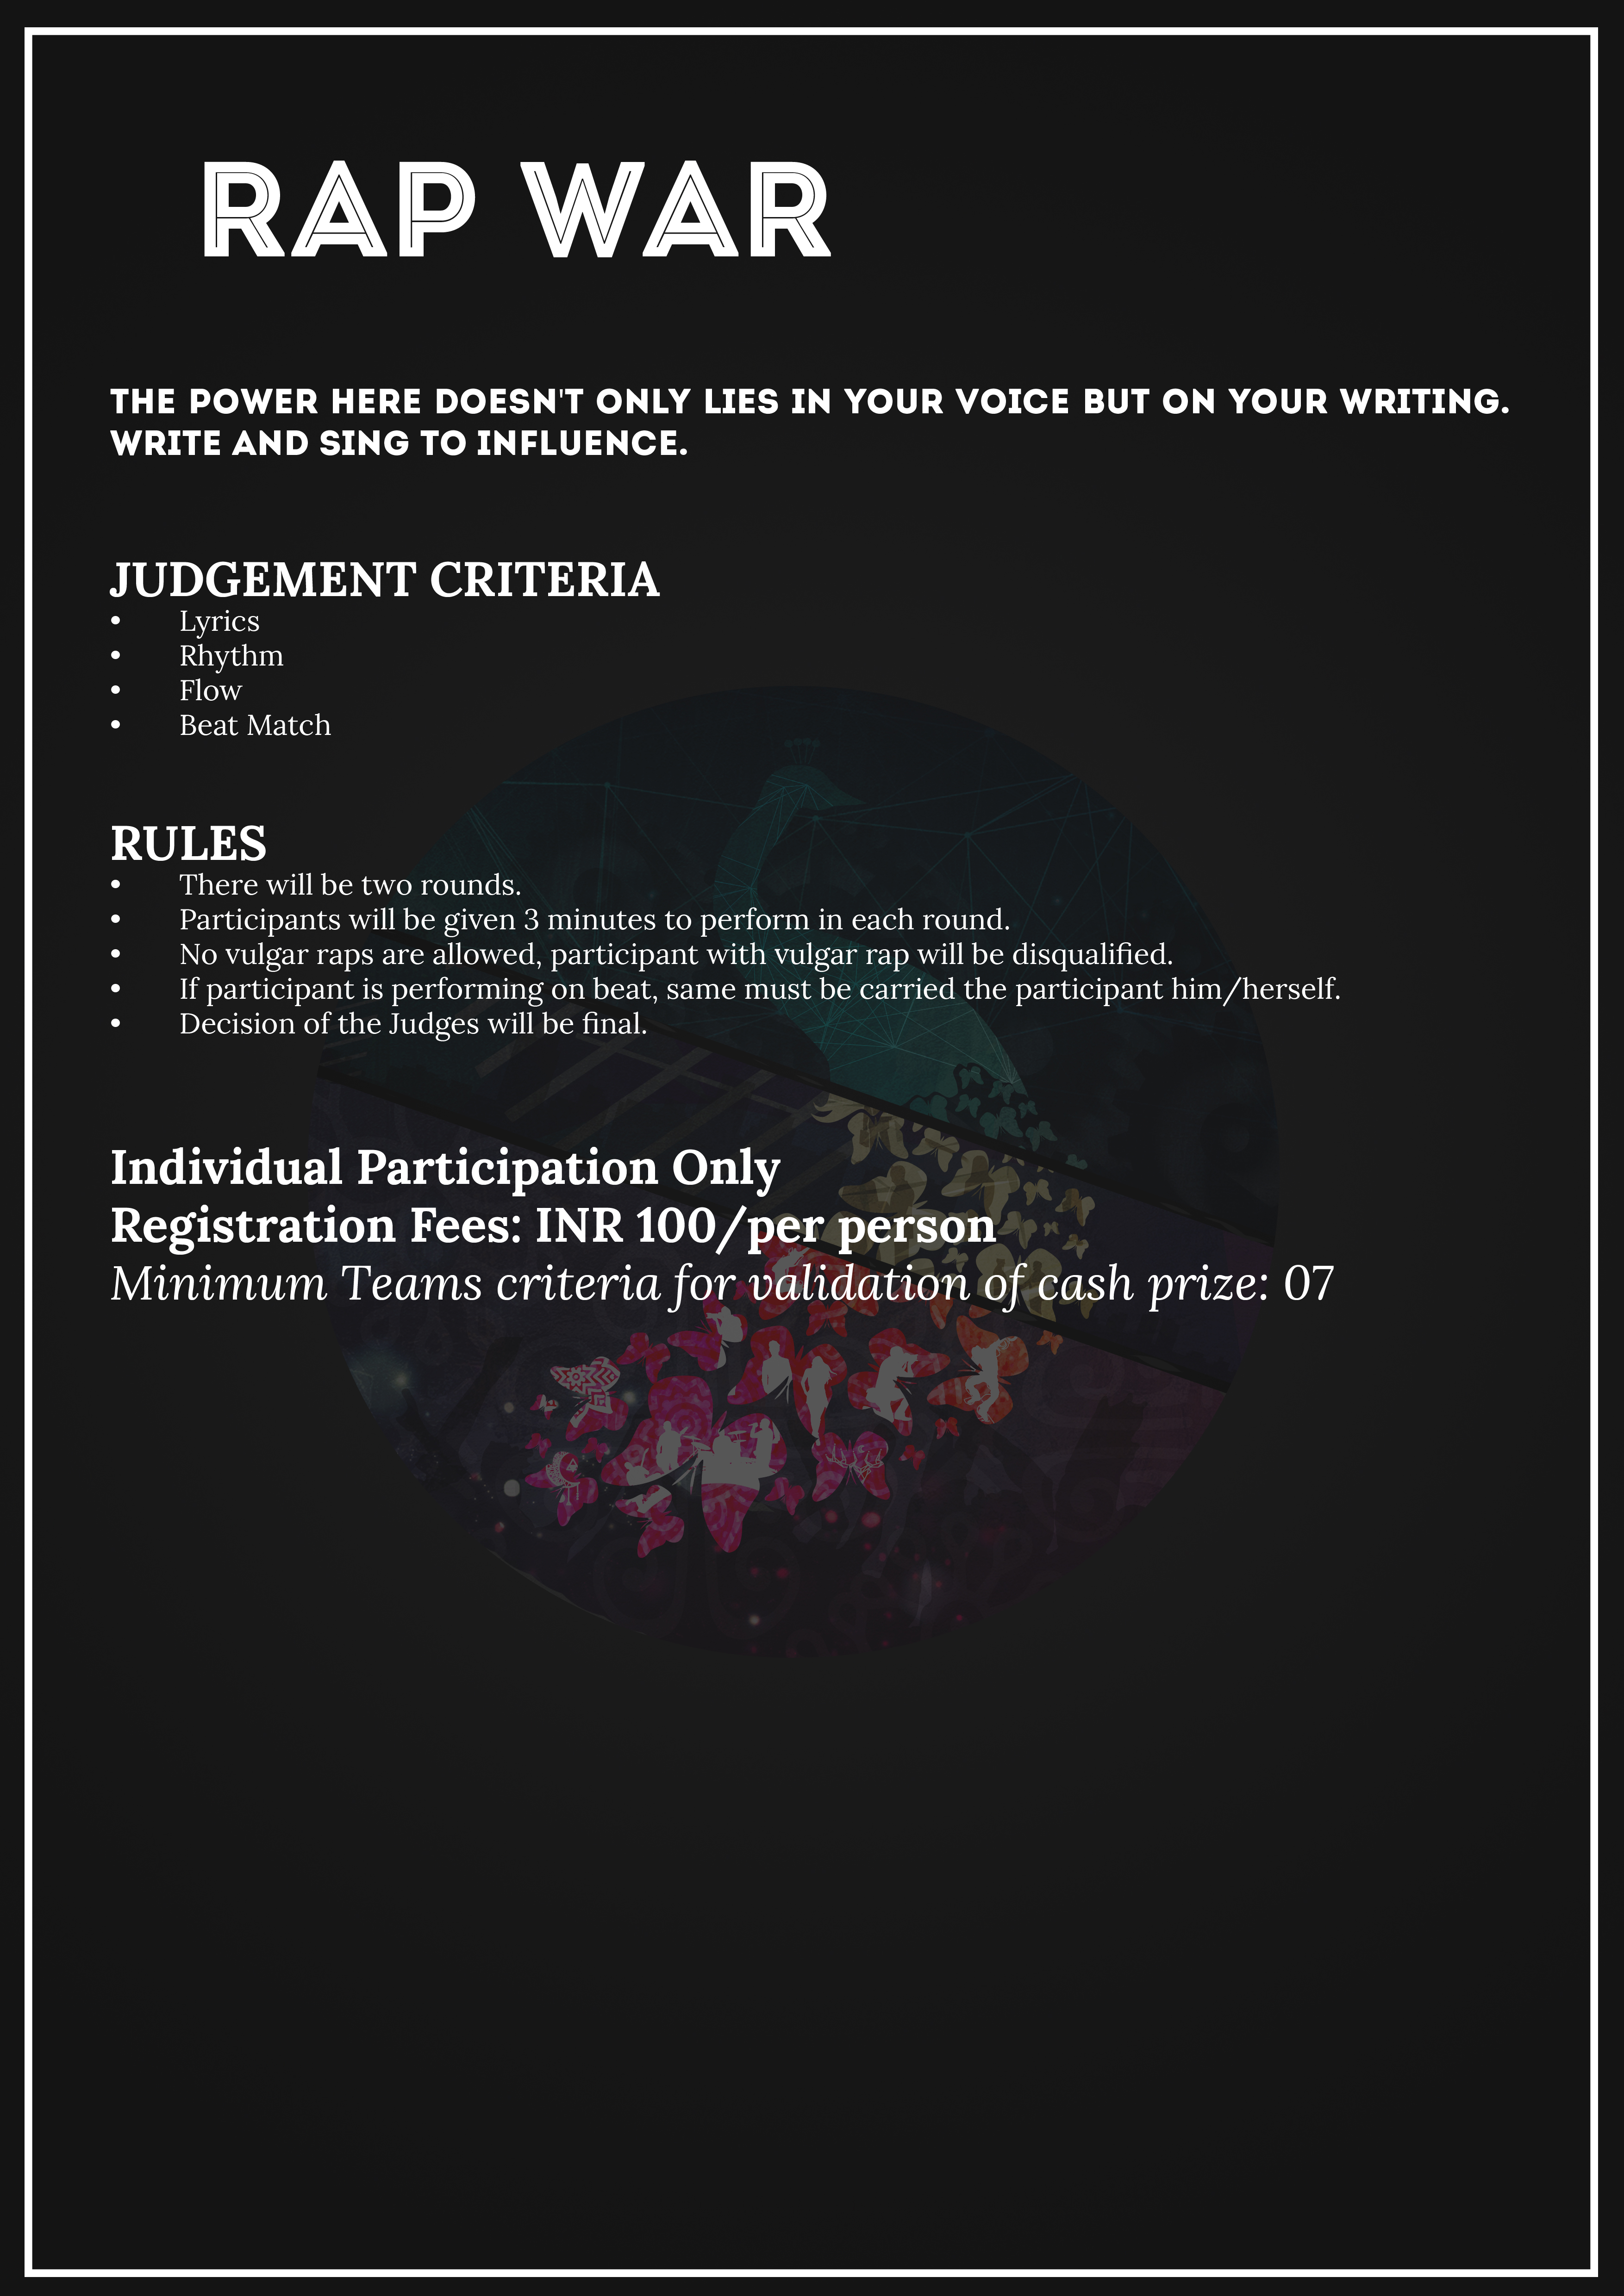 RAP WAR
THE POWER HERE DOESN'T ONLY LIES IN YOUR VOICE BUT ON YOUR WRITING.
WRITE AND SING TO INFLUENCE.
JUDGEMENT CRITERIA
• Lyrics
• Rhythm
• Flow
• Beat Match
RULES
• There will be two rounds.
• Participants will be given 3 minutes to perform in each round.
• No vulgar raps are allowed, participant with vulgar rap will be disqualified.
• If participant is performing on beat, same must be carried the participant him/herself.
• Decision of the Judges will be final.
Individual Participation Only
Registration Fees: INR 100/per person
Minimum Teams criteria for validation of cash prize: 07